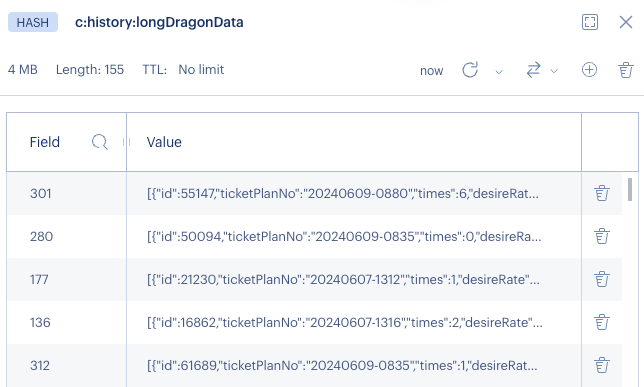 HASH c:history:longDragonData
4 MB Length: 155 TTL: No limit now
Field Value
301 [{"id":55147,"ticketPlanNo":"20240609-0880","times":6,"desireRat...
280 [{"id":50094,"ticketPlanNo":"20240609-0835","times":0,"desireRa...
177 [{"id":21230,"ticketPlanNo":"20240607-1312","times":1,"desireRate"...
136 [{"id":16862,"ticketPlanNo":"20240607-1316","times":2,"desireRate"...
312 [{"id":61689,"ticketPlanNo":"20240609-0835","times":1,"desireRat...